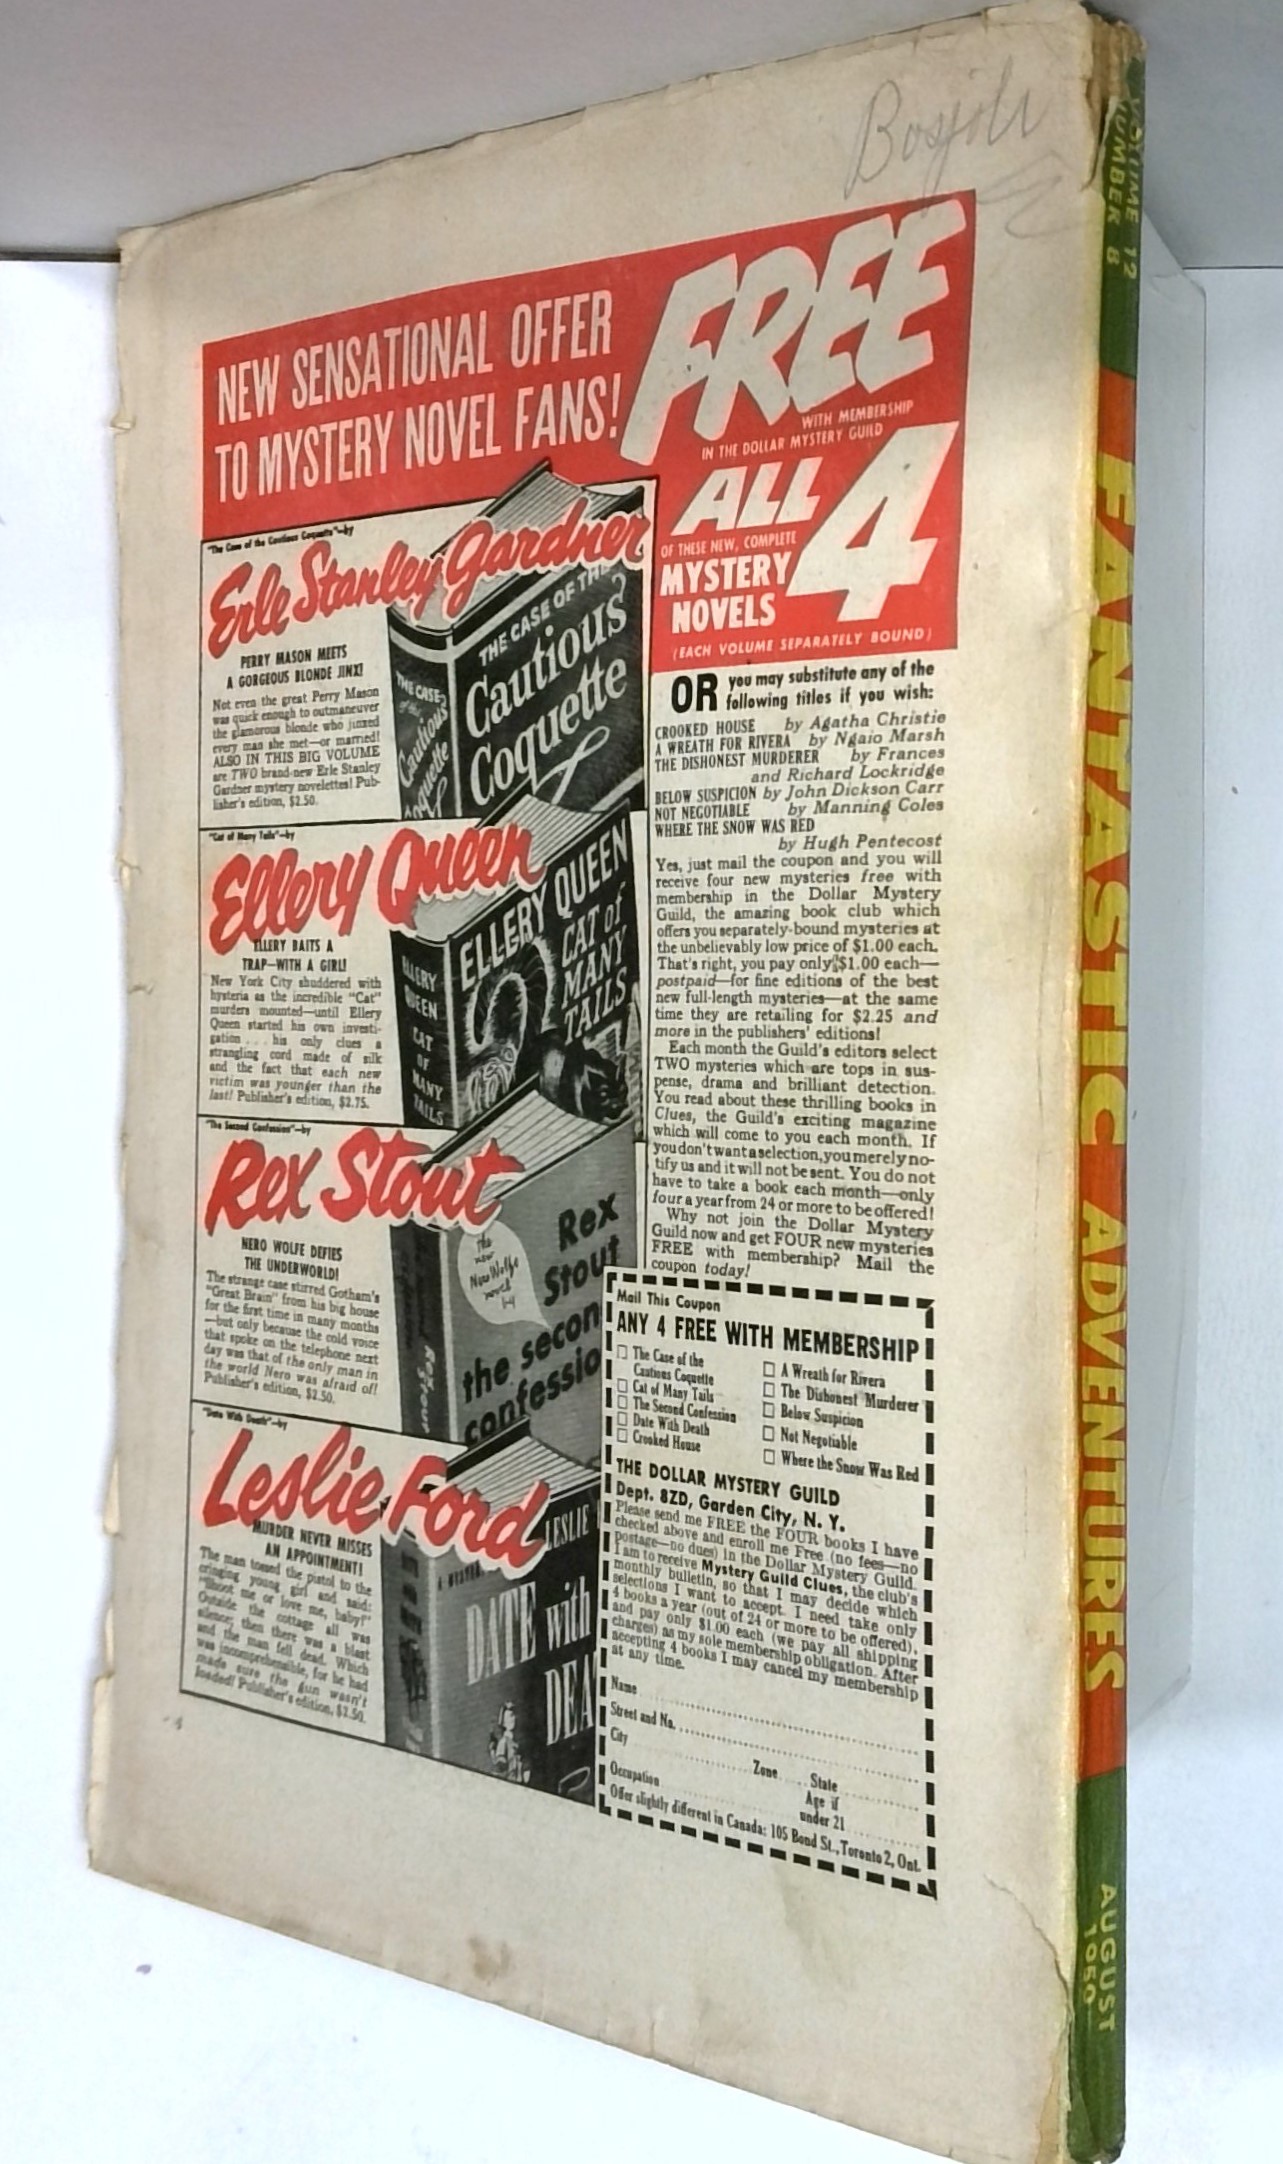 NEW SENSATIONAL OFFER
TO MYSTERY NOVEL FANS!
FREE
WITH MEMBERSHIP
IN THE DOLLAR MYSTERY GUILD
ALL 4
OF THESE NEW, COMPLETE
MYSTERY
NOVELS
(EACH VOLUME SEPARATELY BOUND)
"The Case of the Cautious Coquette"—by
Erle Stanley Gardner
PERRY MASON MEETS
A GORGEOUS BLONDE JINX!
Not even the great Perry Mason
was quick enough to outmaneuver
the glamorous blonde who jinxed
every man she met—or married!
ALSO IN THIS BIG VOLUME
are TWO brand-new Erle Stanley
Gardner mystery novelettes! Pub-
lisher's edition, $2.50.
THE CASE OF THE
Cautious
Coquette
THE CASE
of the
Cautious
Coquette
"Cat of Many Tails"—by
Ellery Queen
ELLERY BAITS A
TRAP—WITH A GIRL!
New York City shuddered with
hysteria as the incredible "Cat"
murders mounted—until Ellery
Queen started his own investi-
gation . . . his only clues a
strangling cord made of silk
and the fact that each new
victim was younger than the
last! Publisher's edition, $2.75.
ELLERY QUEEN
CAT of
MANY
TAILS
ELLERY
QUEEN
CAT
OF
MANY
TAILS
"The Second Confession"—by
Rex Stout
NERO WOLFE DEFIES
THE UNDERWORLD!
The strange case stirred Gotham's
"Great Brain" from his big house
for the first time in many months
—but only because the cold voice
that spoke on the telephone next
day was that of the only man in
the world Nero was afraid of!
Publisher's edition, $2.50.
The
new
Nero Wolfe
novel
by
Rex
Stout
the secon
confessio
"Date With Death"—by
Leslie Ford
MURDER NEVER MISSES
AN APPOINTMENT!
The man tossed the pistol to the
cringing young girl and said:
"Shoot me or love me, baby!"
Outside the cottage all was
silence; then there was a blast
and the man fell dead. Which
was incomprehensible, for he had
made sure the gun wasn't
loaded! Publisher's edition, $2.50.
LESLIE
DATE with
DEA
OR you may substitute any of the
following titles if you wish:
CROOKED HOUSE by Agatha Christie
A WREATH FOR RIVERA by Ngaio Marsh
THE DISHONEST MURDERER by Frances
and Richard Lockridge
BELOW SUSPICION by John Dickson Carr
NOT NEGOTIABLE by Manning Coles
WHERE THE SNOW WAS RED
by Hugh Pentecost
Yes, just mail the coupon and you will
receive four new mysteries free with
membership in the Dollar Mystery
Guild, the amazing book club which
offers you separately-bound mysteries at
the unbelievably low price of $1.00 each.
That's right, you pay only $1.00 each—
postpaid—for fine editions of the best
new full-length mysteries—at the same
time they are retailing for $2.25 and
more in the publishers' editions!
Each month the Guild's editors select
TWO mysteries which are tops in sus-
pense, drama and brilliant detection.
You read about these thrilling books in
Clues, the Guild's exciting magazine
which will come to you each month. If
you don't want a selection, you merely no-
tify us and it will not be sent. You do not
have to take a book each month—only
four a year from 24 or more to be offered!
Why not join the Dollar Mystery
Guild now and get FOUR new mysteries
FREE with membership? Mail the
coupon today!
Mail This Coupon
ANY 4 FREE WITH MEMBERSHIP
The Case of the
Cautious Coquette
Cat of Many Tails
The Second Confession
Date With Death
Crooked House
A Wreath for Rivera
The Dishonest Murderer
Below Suspicion
Not Negotiable
Where the Snow Was Red
THE DOLLAR MYSTERY GUILD
Dept. 8ZD, Garden City, N. Y.
Please send me FREE the FOUR books I have
checked above and enroll me Free (no fees—no
postage—no dues) in the Dollar Mystery Guild.
I am to receive Mystery Guild Clues, the club's
monthly bulletin, so that I may decide which
selections I want to accept. I need take only
4 books a year (out of 24 or more to be offered),
and pay only $1.00 each (we pay all shipping
charges) as my sole membership obligation. After
accepting 4 books I may cancel my membership
at any time.
Name
Street and No.
City
Zone State
Occupation Age if
under 21
Offer slightly different in Canada: 105 Bond St., Toronto 2, Ont.
VOLUME 12
NUMBER 8
FANTASTIC ADVENTURES
AUGUST
1950